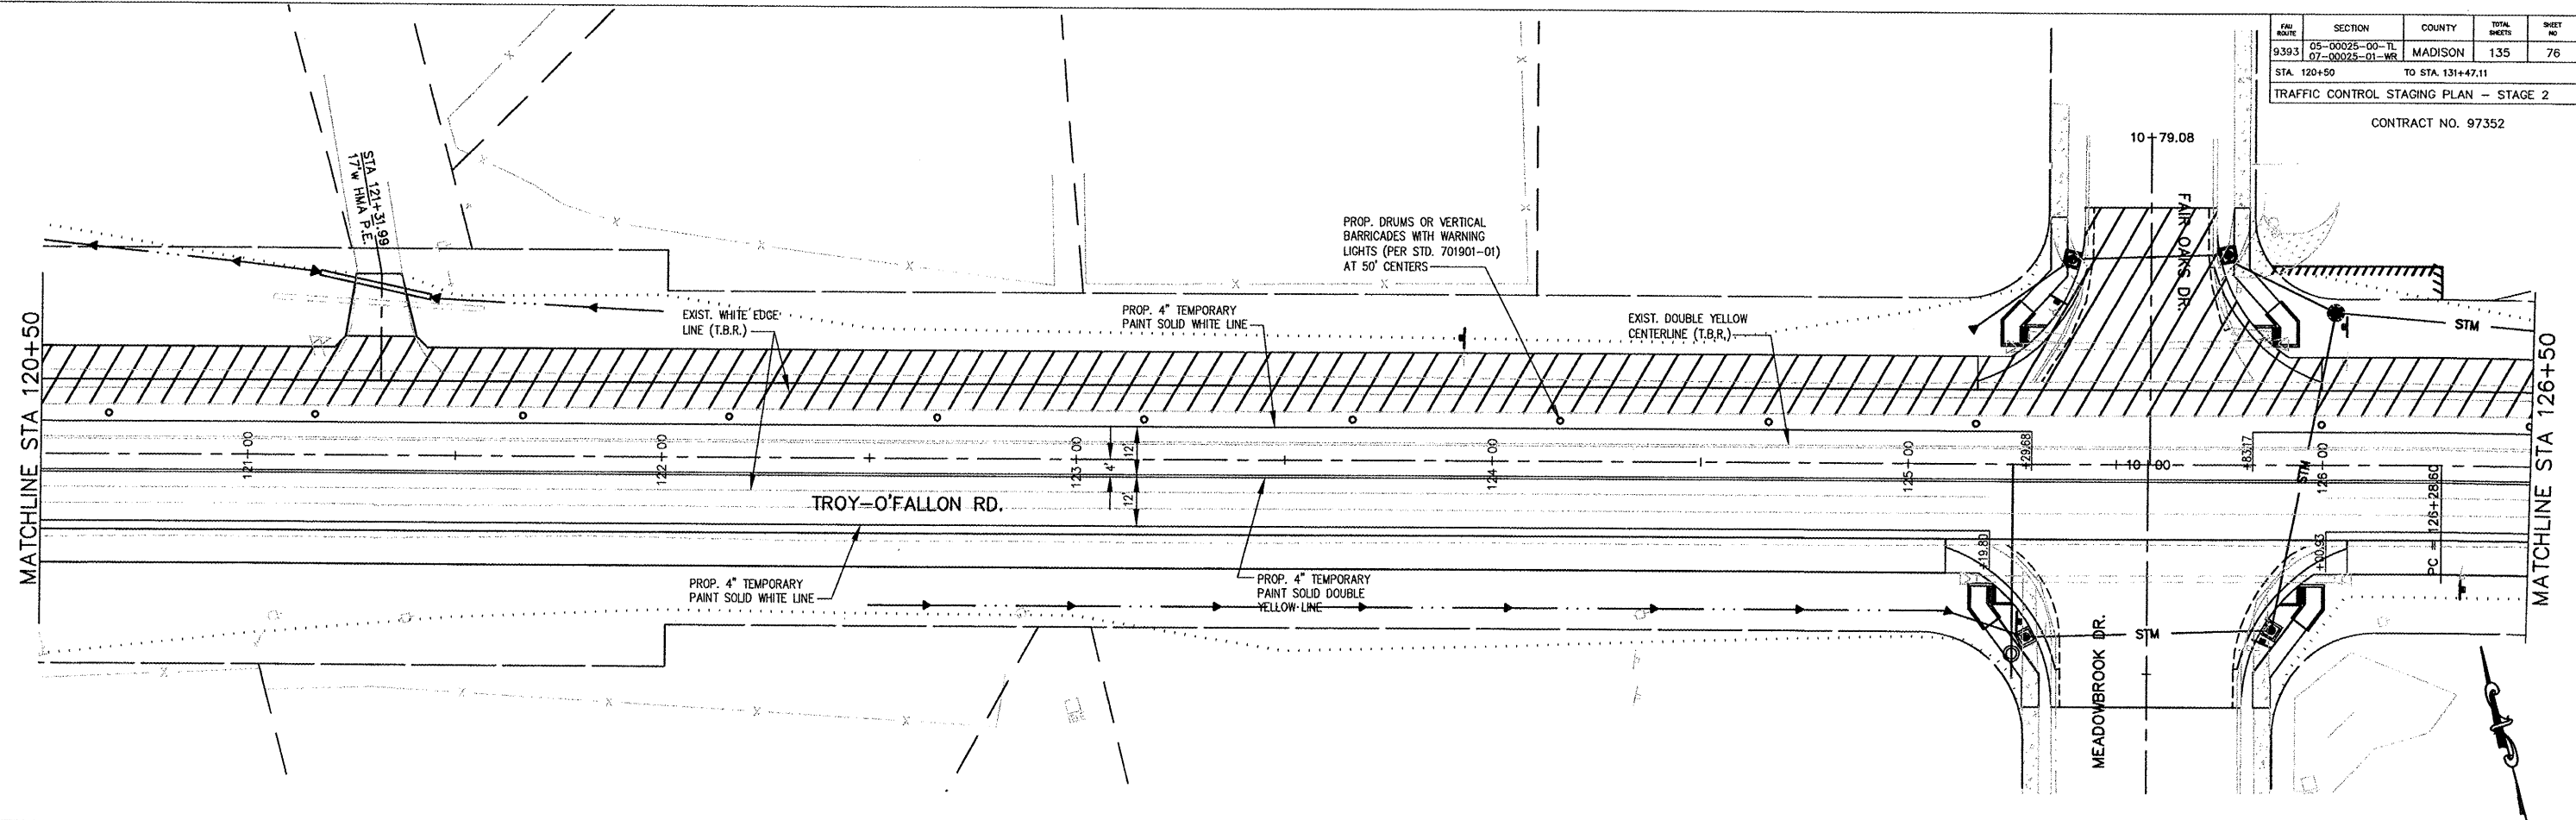 FAU ROUTE
SECTION
COUNTY
TOTAL SHEETS
SHEET NO
9393
05-00025-00-TL
07-00025-01-WR
MADISON
135
76
STA. 120+50 TO STA. 131+47.11
TRAFFIC CONTROL STAGING PLAN - STAGE 2
CONTRACT NO. 97352
10+79.08
FAIR OAKS DR.
STA 121+31.99
17'W HMA P.E.
PROP. DRUMS OR VERTICAL
BARRICADES WITH WARNING
LIGHTS (PER STD. 701901-01)
AT 50' CENTERS
EXIST. WHITE EDGE
LINE (T.B.R.)
PROP. 4" TEMPORARY
PAINT SOLID WHITE LINE
EXIST. DOUBLE YELLOW
CENTERLINE (T.B.R.)
STM
MATCHLINE STA 120+50
MATCHLINE STA 126+50
121+00
122+00
123+00
124+00
125+00
126+00
12'
4'
12'
+29.68
10+00
+83.17
STM
TROY-O'FALLON RD.
+19.80
+00.93
PC = 126+28.60
PROP. 4" TEMPORARY
PAINT SOLID WHITE LINE
PROP. 4" TEMPORARY
PAINT SOLID DOUBLE
YELLOW LINE
STM
MEADOWBROOK DR.